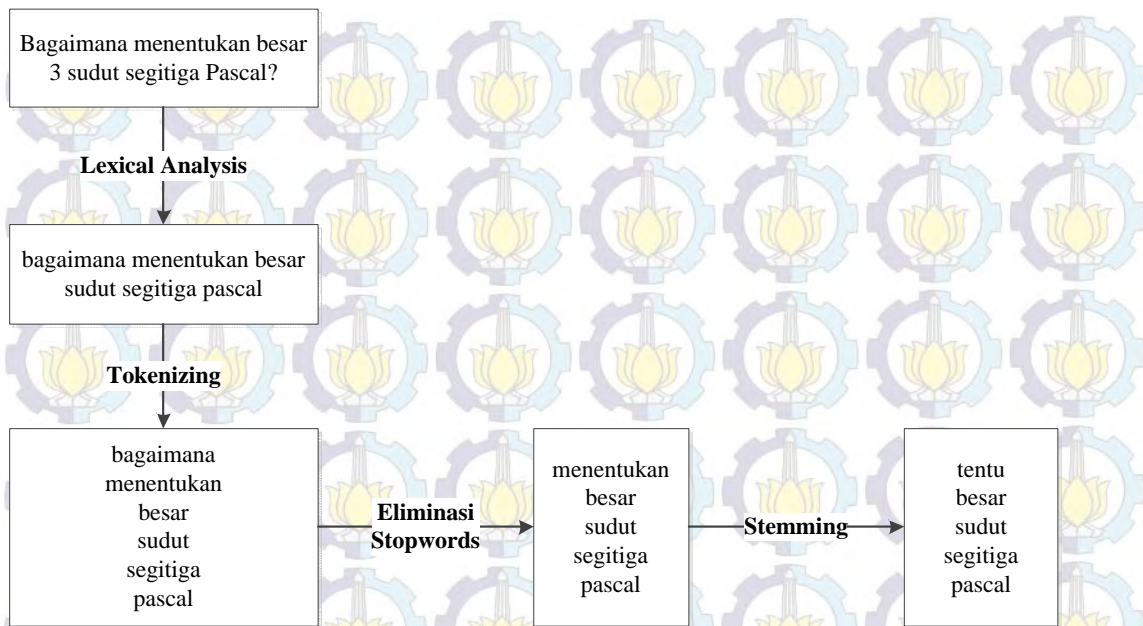 Bagaimana menentukan besar
3 sudut segitiga Pascal?
Lexical Analysis
bagaimana menentukan besar
sudut segitiga pascal
Tokenizing
bagaimana
menentukan
besar
sudut
segitiga
pascal
Eliminasi
Stopwords
menentukan
besar
sudut
segitiga
pascal
Stemming
tentu
besar
sudut
segitiga
pascal